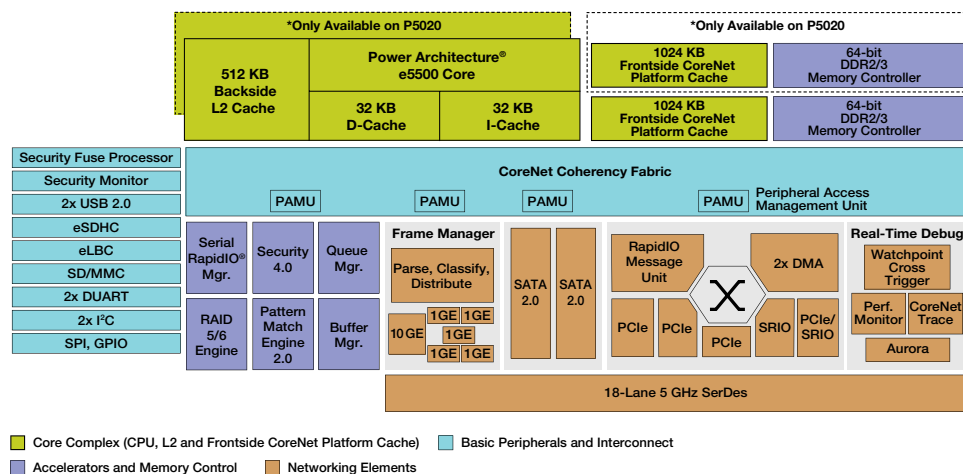 *Only Available on P5020
*Only Available on P5020
512 KB
Backside
L2 Cache
Power Architecture®
e5500 Core
32 KB
D-Cache
32 KB
I-Cache
1024 KB
Frontside CoreNet
Platform Cache
64-bit
DDR2/3
Memory Controller
1024 KB
Frontside CoreNet
Platform Cache
64-bit
DDR2/3
Memory Controller
Security Fuse Processor
Security Monitor
2x USB 2.0
eSDHC
eLBC
SD/MMC
2x DUART
2x I²C
SPI, GPIO
CoreNet Coherency Fabric
PAMU
PAMU
PAMU
PAMU
Peripheral Access
Management Unit
Serial
RapidIO®
Mgr.
Security
4.0
Queue
Mgr.
RAID
5/6
Engine
Pattern
Match
Engine
2.0
Buffer
Mgr.
Frame Manager
Parse, Classify,
Distribute
10GE
1GE
1GE
1GE
1GE
1GE
SATA
2.0
SATA
2.0
RapidIO
Message
Unit
2x DMA
PCIe
PCIe
PCIe
SRIO
PCIe/
SRIO
Real-Time Debug
Watchpoint
Cross
Trigger
Perf.
Monitor
CoreNet
Trace
Aurora
18-Lane 5 GHz SerDes
Core Complex (CPU, L2 and Frontside CoreNet Platform Cache)
Basic Peripherals and Interconnect
Accelerators and Memory Control
Networking Elements